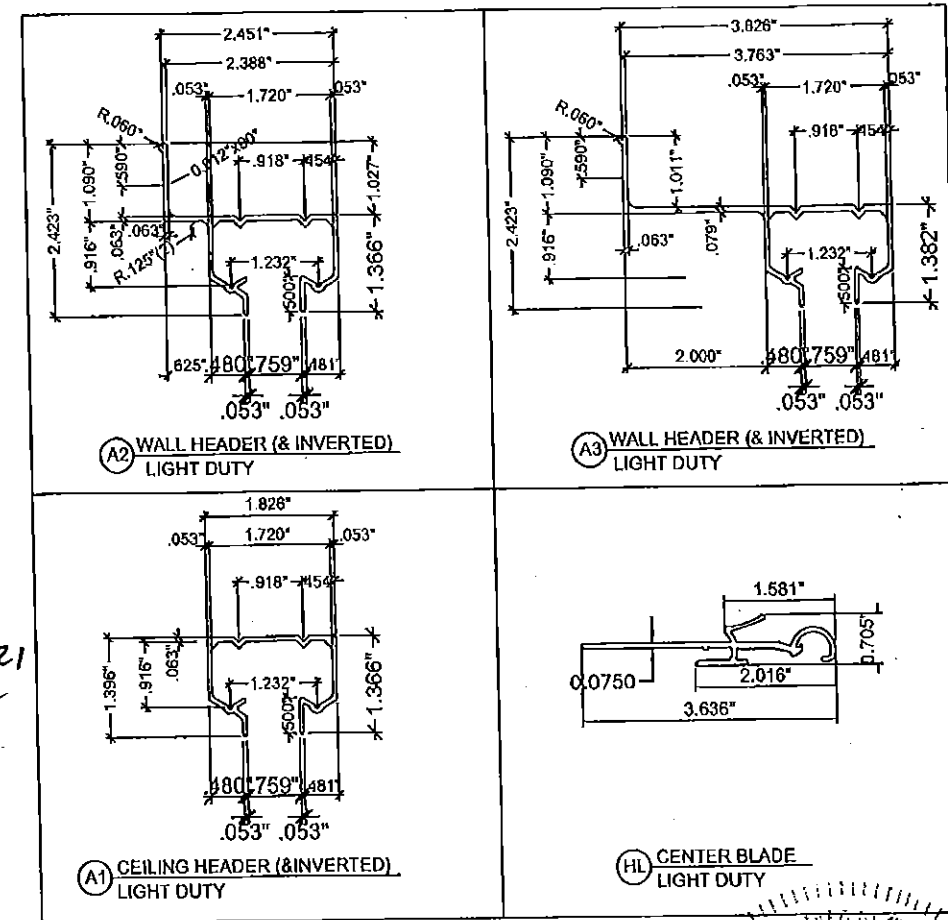 2.451"
2.388"
.053" 1.720" .053"
R.060"
.918" .454
2.423"
1.090"
.590"
1.027"
.916"
.063"
.063"
R.125"(2)
1.232"
.500"
1.366"
.625" .480" .759" .481"
.053" .053"
A2 WALL HEADER (& INVERTED)
LIGHT DUTY
3.826"
3.763"
.053" 1.720" .053"
R.060"
.918" .454
2.423"
1.090"
.590"
1.011"
.916"
.063"
.079"
1.232"
.500"
1.382"
2.000" .480" .759" .481"
.053" .053"
A3 WALL HEADER (& INVERTED)
LIGHT DUTY
21
1.826"
.053" 1.720" .053"
.918" .454
1.396"
.916"
.063"
1.232"
.500"
1.366"
.480" .759" .481"
.053" .053"
A1 CEILING HEADER (&INVERTED)
LIGHT DUTY
1.581"
0.705"
0.0750
2.016"
3.636"
HL CENTER BLADE
LIGHT DUTY